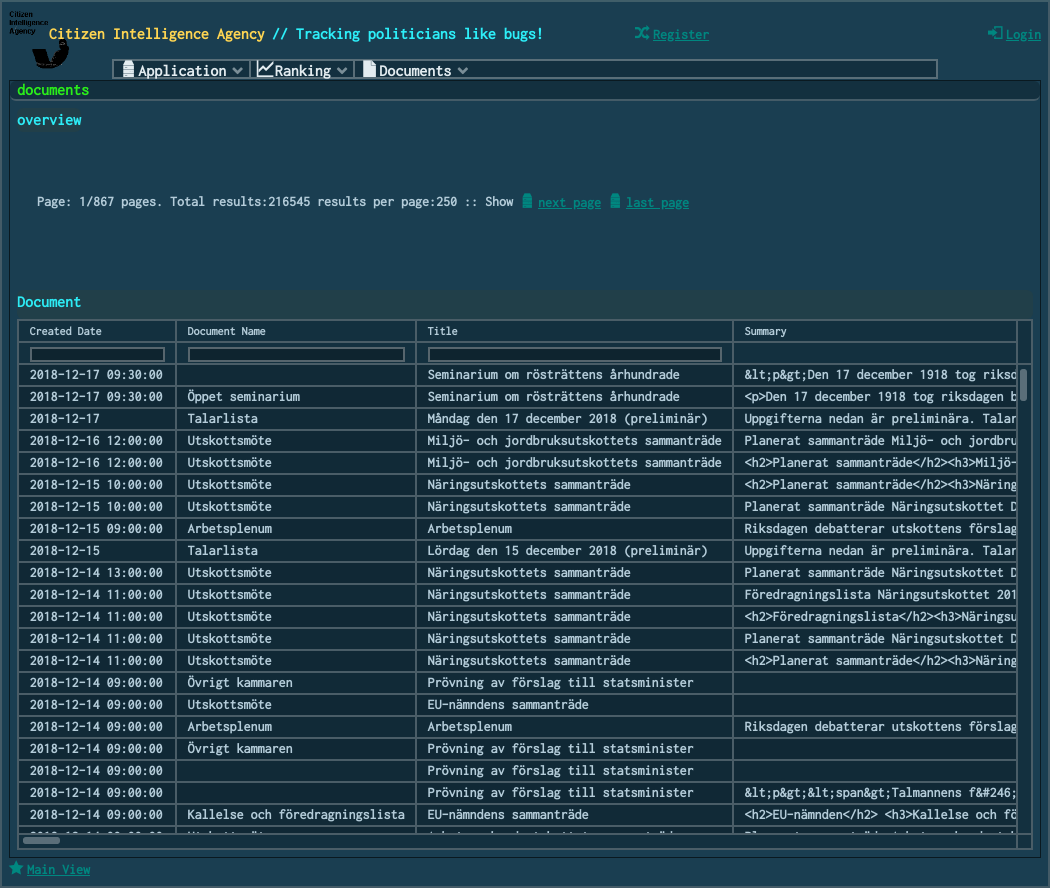 Citizen
Intelligence
Agency
Citizen Intelligence Agency // Tracking politicians like bugs!
Register
Login
Application Ranking Documents
documents
overview
Page: 1/867 pages. Total results:216545 results per page:250 :: Show next page last page
Document
Created Date Document Name Title Summary
2018-12-17 09:30:00 Seminarium om rösträttens århundrade &lt;p&gt;Den 17 december 1918 tog riksd
2018-12-17 09:30:00 Öppet seminarium Seminarium om rösträttens århundrade <p>Den 17 december 1918 tog riksdagen b
2018-12-17 Talarlista Måndag den 17 december 2018 (preliminär) Uppgifterna nedan är preliminära. Talar
2018-12-16 12:00:00 Utskottsmöte Miljö- och jordbruksutskottets sammanträde Planerat sammanträde Miljö- och jordbru
2018-12-16 12:00:00 Utskottsmöte Miljö- och jordbruksutskottets sammanträde <h2>Planerat sammanträde</h2><h3>Miljö-
2018-12-15 10:00:00 Utskottsmöte Näringsutskottets sammanträde <h2>Planerat sammanträde</h2><h3>Näring
2018-12-15 10:00:00 Utskottsmöte Näringsutskottets sammanträde Planerat sammanträde Näringsutskottet D
2018-12-15 09:00:00 Arbetsplenum Arbetsplenum Riksdagen debatterar utskottens förslag
2018-12-15 Talarlista Lördag den 15 december 2018 (preliminär) Uppgifterna nedan är preliminära. Talar
2018-12-14 13:00:00 Utskottsmöte Näringsutskottets sammanträde Planerat sammanträde Näringsutskottet D
2018-12-14 11:00:00 Utskottsmöte Näringsutskottets sammanträde Föredragningslista Näringsutskottet 201
2018-12-14 11:00:00 Utskottsmöte Näringsutskottets sammanträde <h2>Föredragningslista</h2><h3>Näringsu
2018-12-14 11:00:00 Utskottsmöte Näringsutskottets sammanträde Planerat sammanträde Näringsutskottet D
2018-12-14 11:00:00 Utskottsmöte Näringsutskottets sammanträde <h2>Planerat sammanträde</h2><h3>Näring
2018-12-14 09:00:00 Övrigt kammaren Prövning av förslag till statsminister
2018-12-14 09:00:00 Utskottsmöte EU-nämndens sammanträde
2018-12-14 09:00:00 Arbetsplenum Arbetsplenum Riksdagen debatterar utskottens förslag
2018-12-14 09:00:00 Övrigt kammaren Prövning av förslag till statsminister
2018-12-14 09:00:00 Prövning av förslag till statsminister
2018-12-14 09:00:00 Prövning av förslag till statsminister &lt;p&gt;&lt;span&gt;Talmannens f&#246;
2018-12-14 09:00:00 Kallelse och föredragningslista EU-nämndens sammanträde <h2>EU-nämnden</h2> <h3>Kallelse och fö
Main View